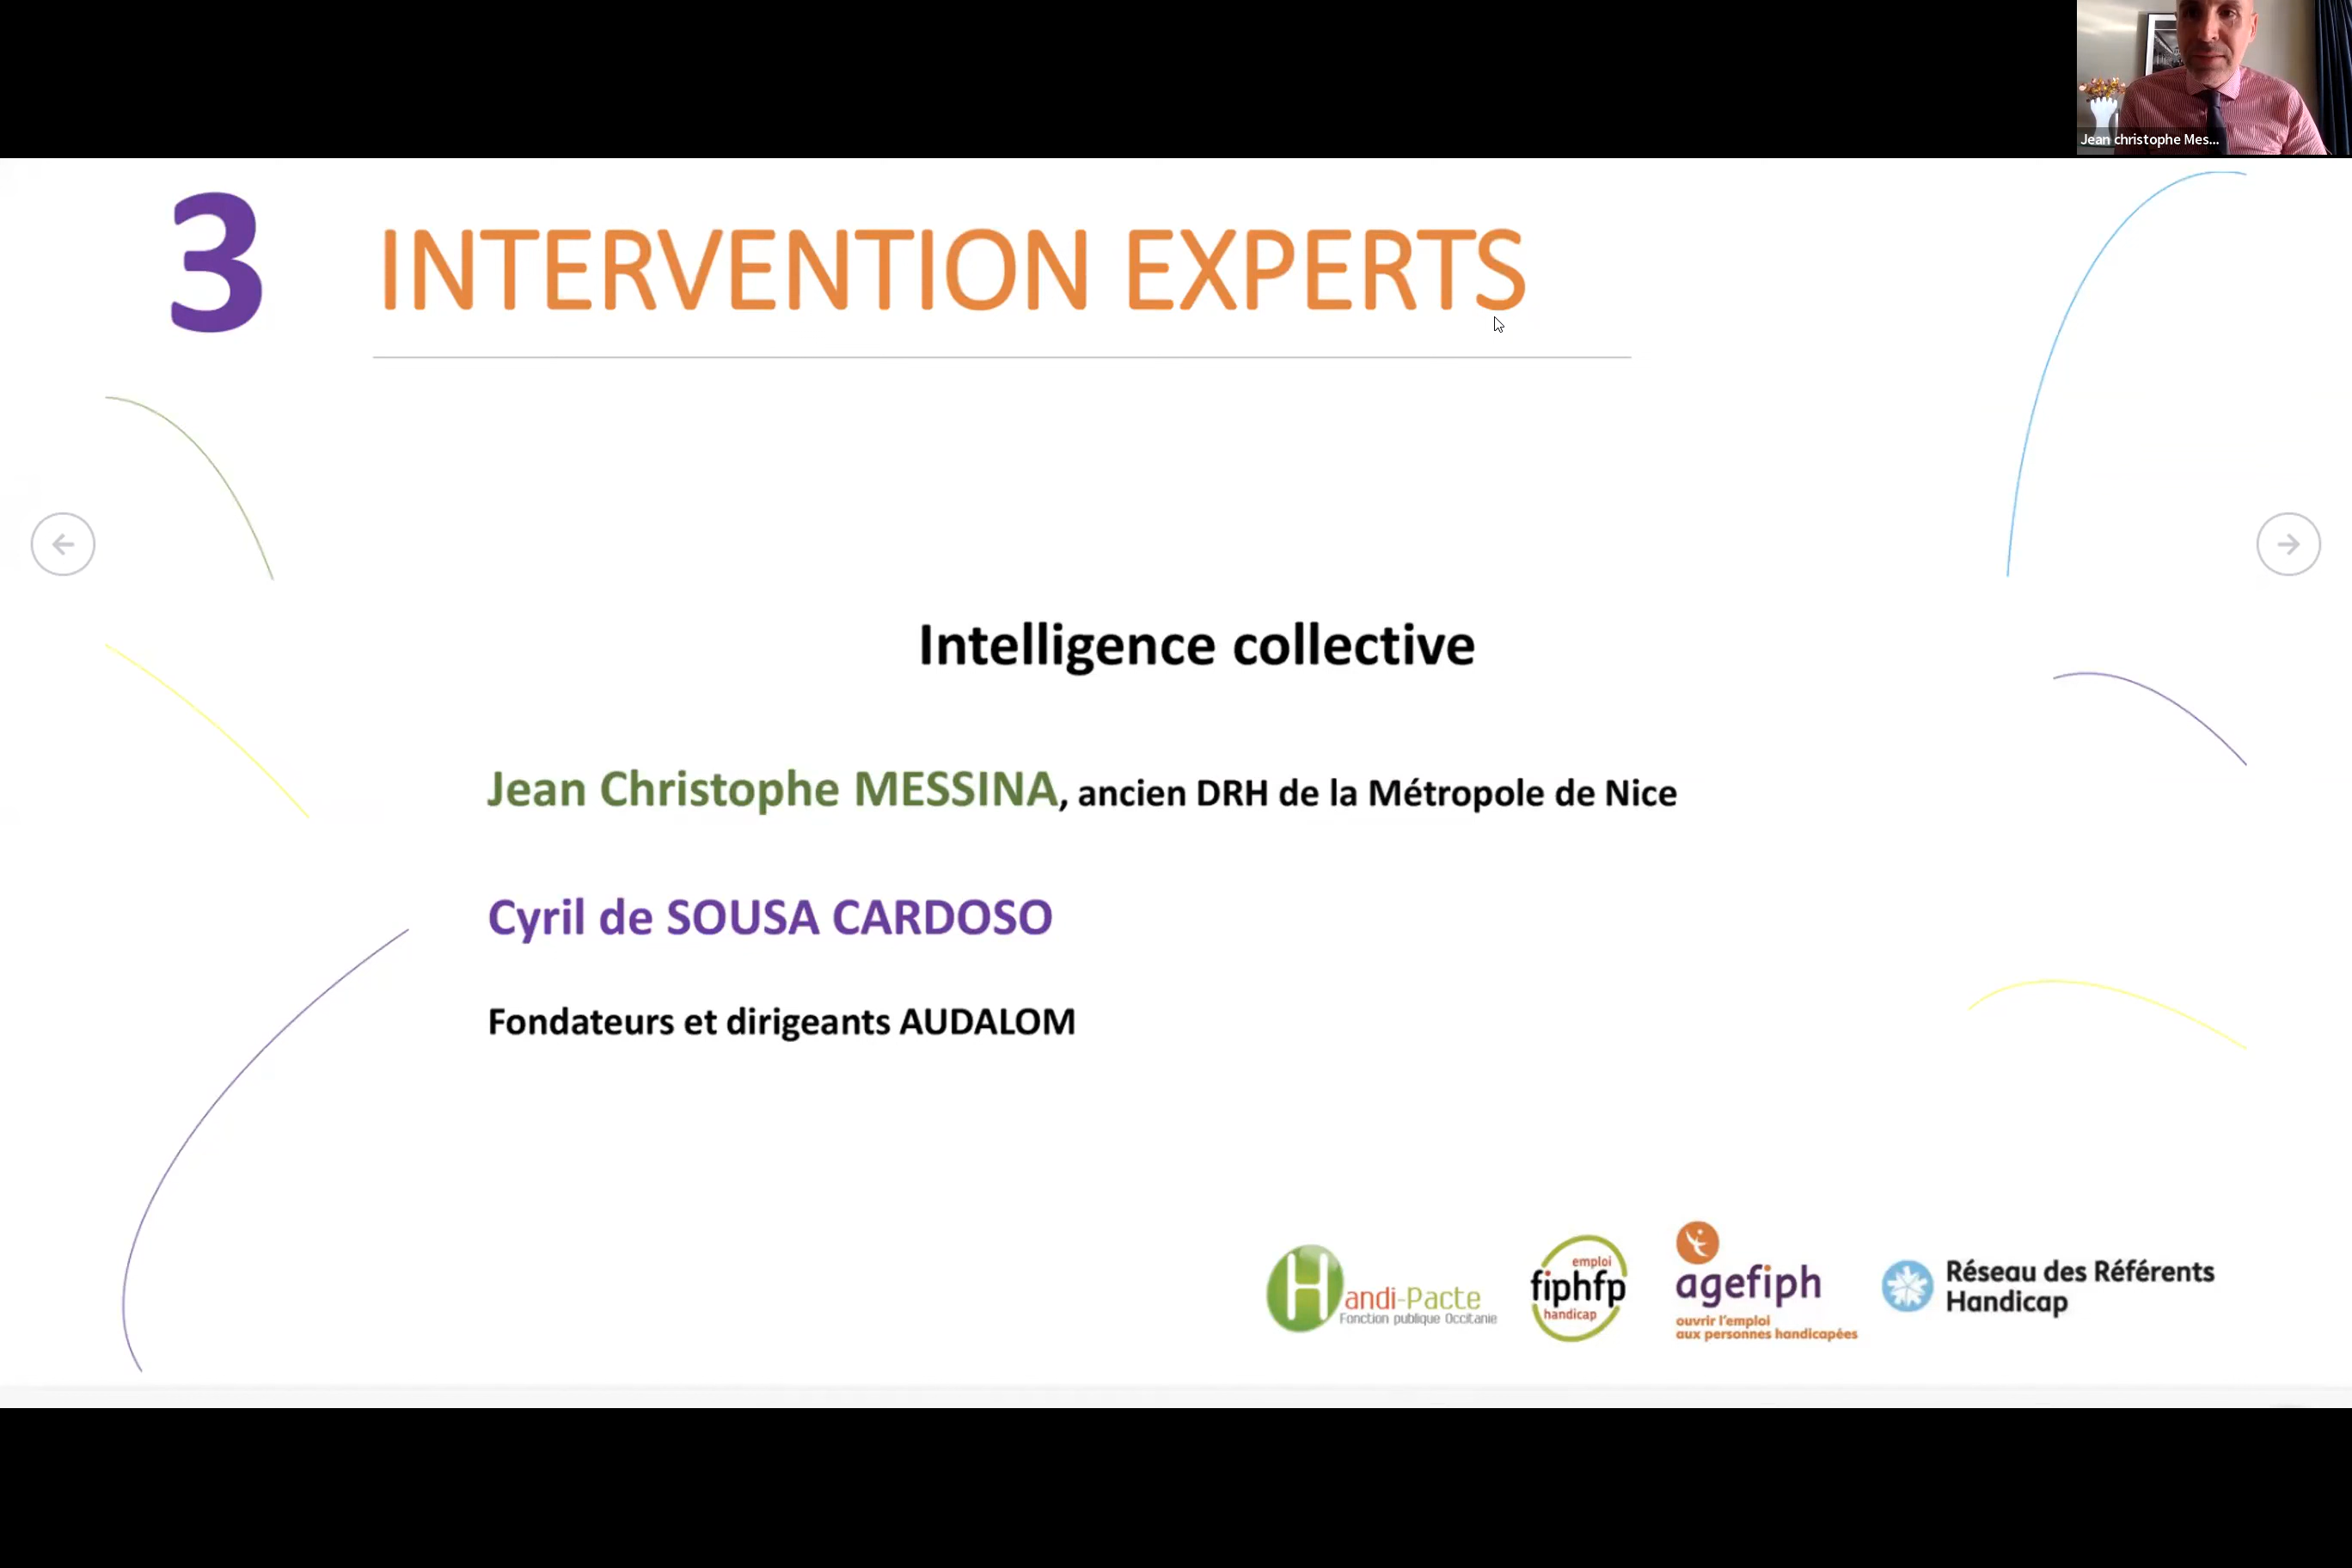 Jean christophe Mes...
3 INTERVENTION EXPERTS
Intelligence collective
Jean Christophe MESSINA, ancien DRH de la Métropole de Nice
Cyril de SOUSA CARDOSO
Fondateurs et dirigeants AUDALOM
Handi-Pacte
Fonction publique Occitanie
emploi
fiphfp
handicap
agefiph
ouvrir l'emploi
aux personnes handicapées
Réseau des Référents
Handicap